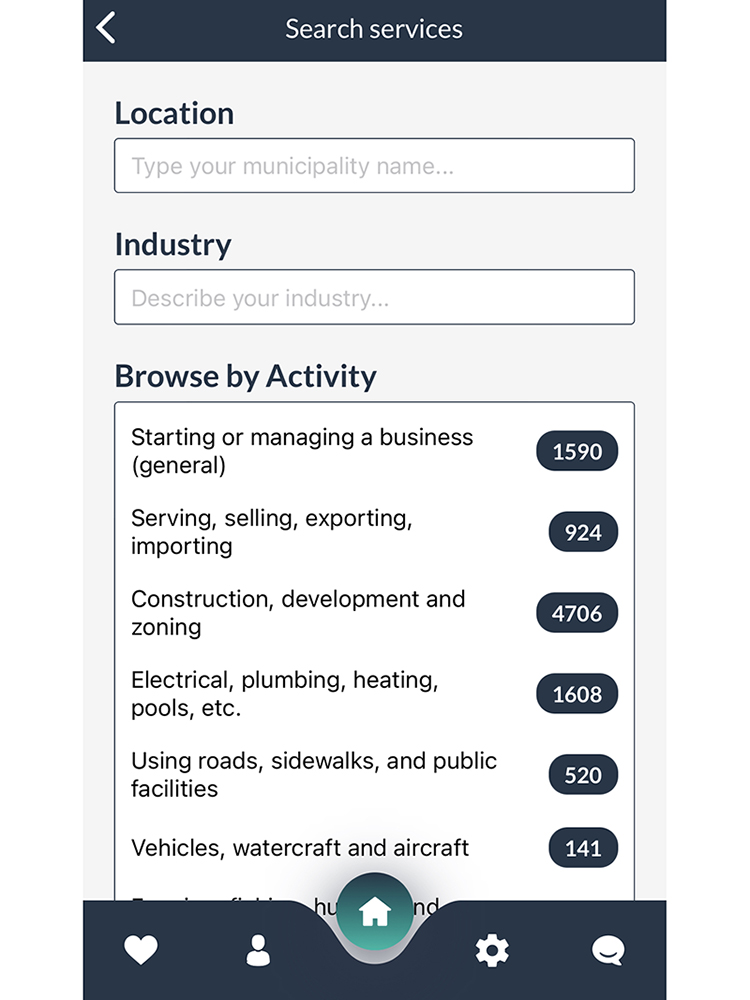 Search services
Location
Type your municipality name...
Industry
Describe your industry...
Browse by Activity
Starting or managing a business
(general)
1590
Serving, selling, exporting,
importing
924
Construction, development and
zoning
4706
Electrical, plumbing, heating,
pools, etc.
1608
Using roads, sidewalks, and public
facilities
520
Vehicles, watercraft and aircraft
141